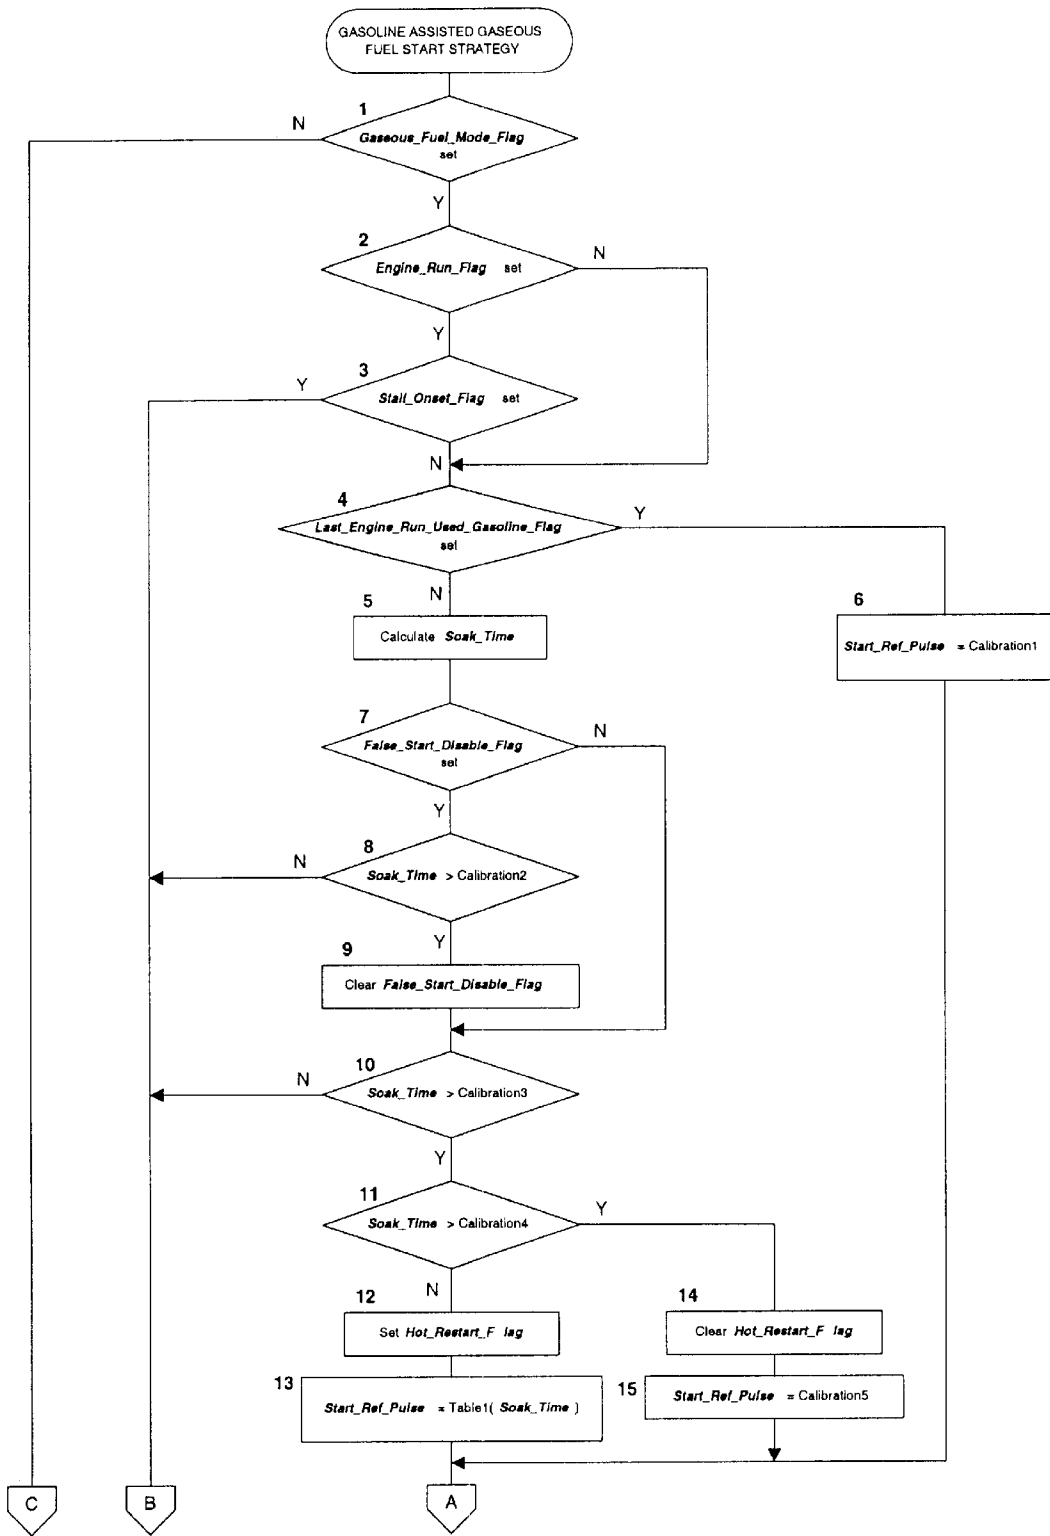 GASOLINE ASSISTED GASEOUS
FUEL START STRATEGY
1
N
Gaseous_Fuel_Mode_Flag
set
Y
2
N
Engine_Run_Flag set
Y
3
Y
Stall_Onset_Flag set
N
4
Y
Last_Engine_Run_Used_Gasoline_Flag
set
N
5
6
Calculate Soak_Time
Start_Ref_Pulse = Calibration1
7
N
False_Start_Disable_Flag
set
Y
8
N
Soak_Time > Calibration2
Y
9
Clear False_Start_Disable_Flag
10
N
Soak_Time > Calibration3
Y
11
Y
Soak_Time > Calibration4
N
12
14
Set Hot_Restart_F lag
Clear Hot_Restart_F lag
13
15
Start_Ref_Pulse = Table1( Soak_Time )
Start_Ref_Pulse = Calibration5
C
B
A